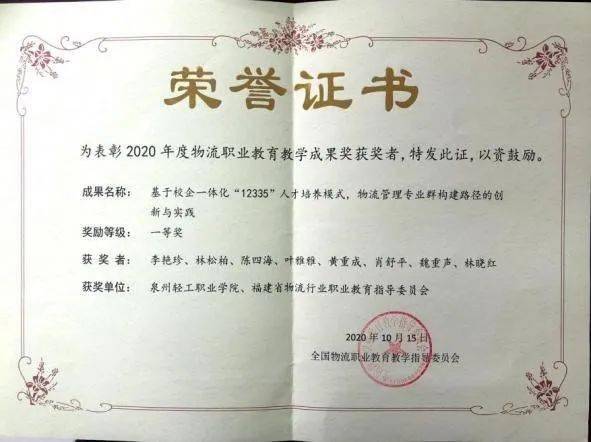 荣誉证书
为表彰2020年度物流职业教育教学成果奖获奖者，特发此证，以资鼓励。
成果名称： 基于校企一体化“12335”人才培养模式，物流管理专业群构建路径的创
新与实践
奖励等级： 一等奖
获 奖 者： 李艳珍、林松柏、陈四海、叶雅雅、黄重成、肖舒平、魏重声、林晓红
获奖单位： 泉州轻工职业学院、福建省物流行业职业教育指导委员会
2020年10月15日
全国物流职业教育教学指导委员会